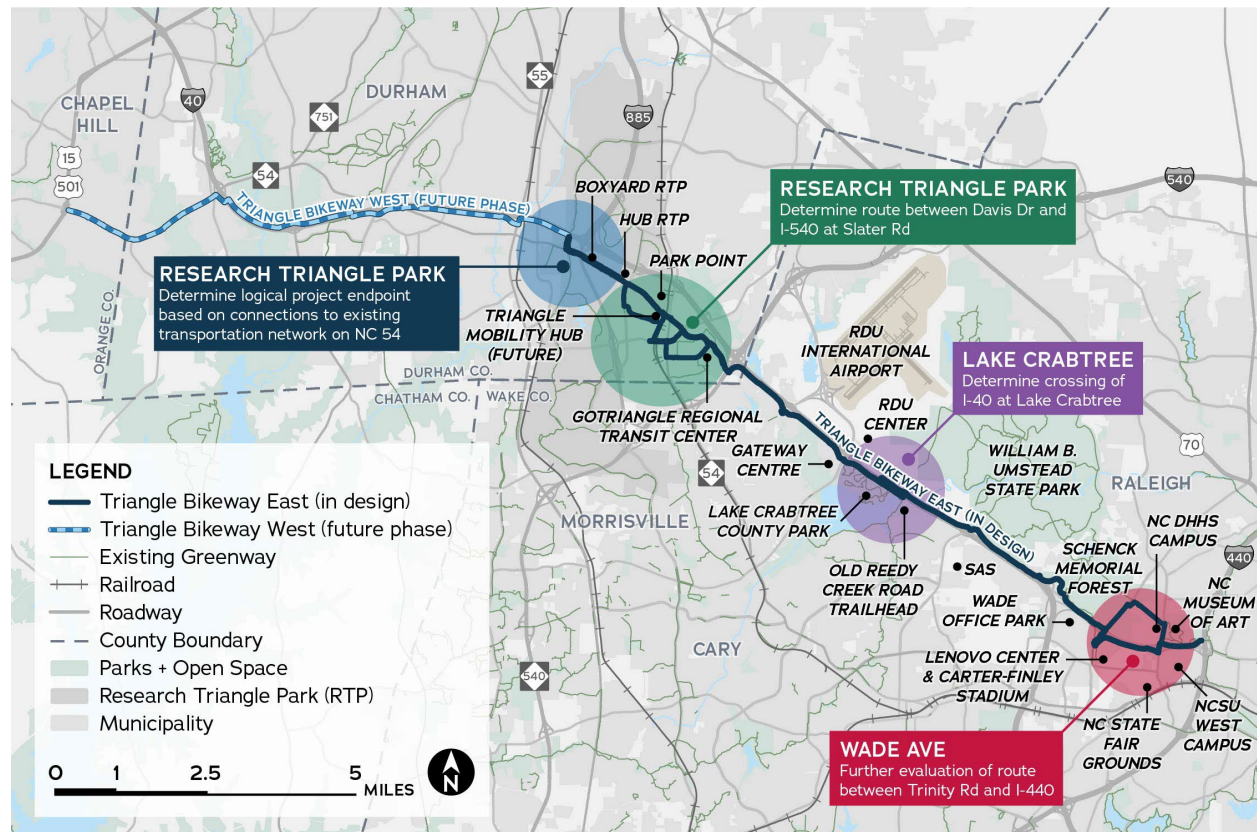 CHAPEL
HILL
40
DURHAM
751
55
885
15
501
54
TRIANGLE BIKEWAY WEST (FUTURE PHASE)
BOXYARD RTP
HUB RTP
PARK POINT
540
RESEARCH TRIANGLE PARK
Determine route between Davis Dr and
I-540 at Slater Rd
RESEARCH TRIANGLE PARK
Determine logical project endpoint
based on connections to existing
transportation network on NC 54
ORANGE CO.
TRIANGLE
MOBILITY HUB
(FUTURE)
DURHAM CO.
CHATHAM CO.
WAKE CO.
RDU
INTERNATIONAL
AIRPORT
LAKE CRABTREE
Determine crossing of
I-40 at Lake Crabtree
GOTRIANGLE REGIONAL
TRANSIT CENTER
RDU
CENTER
TRIANGLE BIKEWAY EAST (IN DESIGN)
GATEWAY
CENTRE
54
70
WILLIAM B.
UMSTEAD
STATE PARK
RALEIGH
LAKE CRABTREE
COUNTY PARK
MORRISVILLE
NC DHHS
CAMPUS
440
OLD REEDY
CREEK ROAD
TRAILHEAD
SAS
SCHENCK
MEMORIAL
FOREST
NC
MUSEUM
OF ART
WADE
OFFICE PARK
CARY
540
LENOVO CENTER
& CARTER-FINLEY
STADIUM
NC STATE
FAIR
GROUNDS
NCSU
WEST
CAMPUS
WADE AVE
Further evaluation of route
between Trinity Rd and I-440
LEGEND
Triangle Bikeway East (in design)
Triangle Bikeway West (future phase)
Existing Greenway
Railroad
Roadway
County Boundary
Parks + Open Space
Research Triangle Park (RTP)
Municipality
0 1 2.5 5
MILES
N